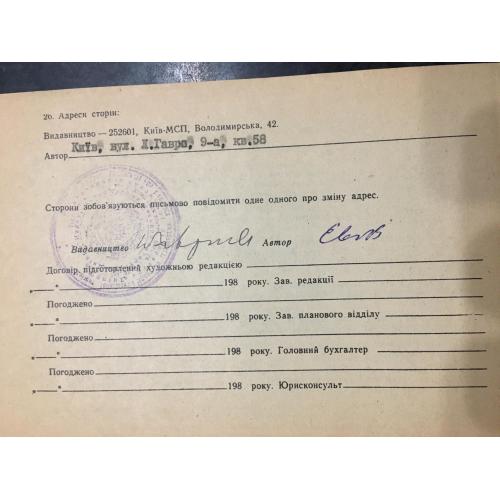 20. Адреси сторін:
Видавництво — 252601, Київ-МСП, Володимирська, 42.
Київ, вул. Л.Гавро, 9-а, кв.58
Автор
Сторони зобов'язуються письмово повідомити одне одного про зміну адрес.
Видавництво Автор
Договір, підготовлений художньою редакцією
„ “ 198 року. Зав. редакції
Погоджено
„ “ 198 року. Зав. планового відділу
Погоджено
„ “ 198 року. Головний бухгалтер
Погоджено
„ “ 198 року. Юрисконсульт